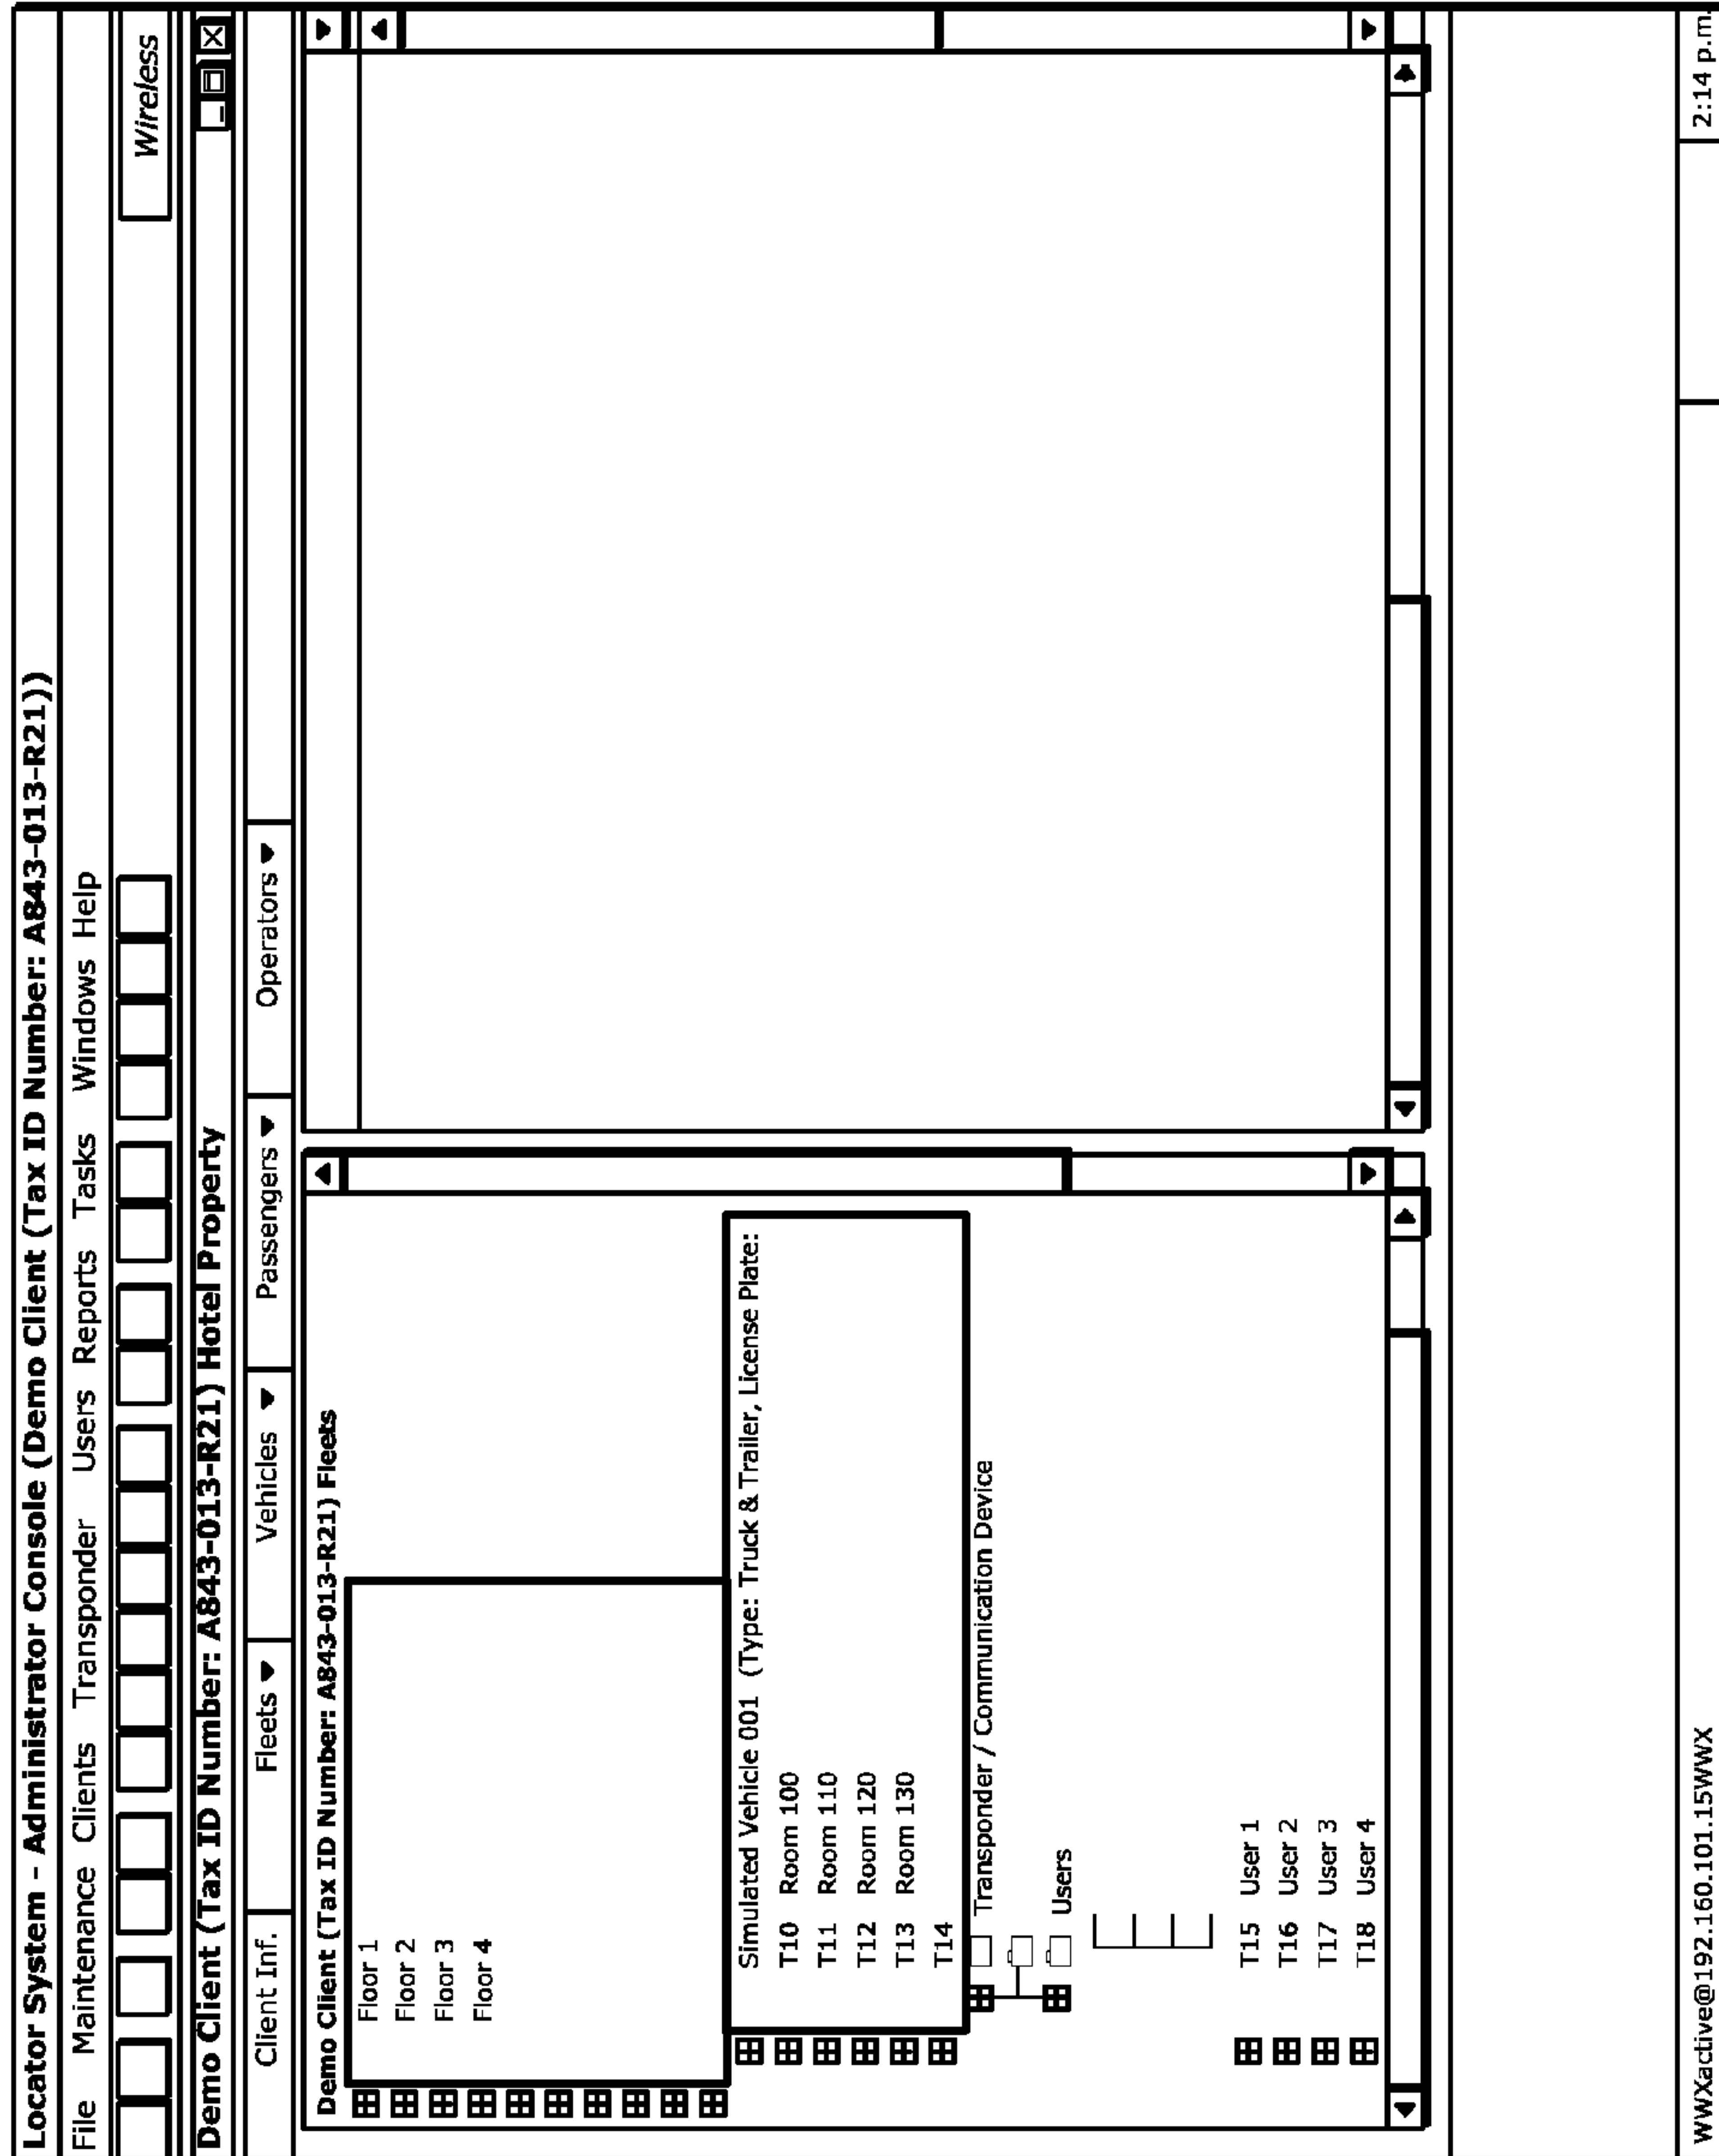 Locator System - Administrator Console (Demo Client (Tax ID Number: A843-013-R21))
File Maintenance Clients Transponder Users Reports Tasks Windows Help
Wireless
Demo Client (Tax ID Number: A843-013-R21) Hotel Property
Client Inf. Fleets Vehicles Passengers Operators
Demo Client (Tax ID Number: A843-013-R21) Fleets
Floor 1
Floor 2
Floor 3
Floor 4
Simulated Vehicle 001 (Type: Truck & Trailer, License Plate:
T10 Room 100
T11 Room 110
T12 Room 120
T13 Room 130
T14
Transponder / Communication Device
Users
T15 User 1
T16 User 2
T17 User 3
T18 User 4
WWXactive@192.160.101.15WWX
2:14 p.m.